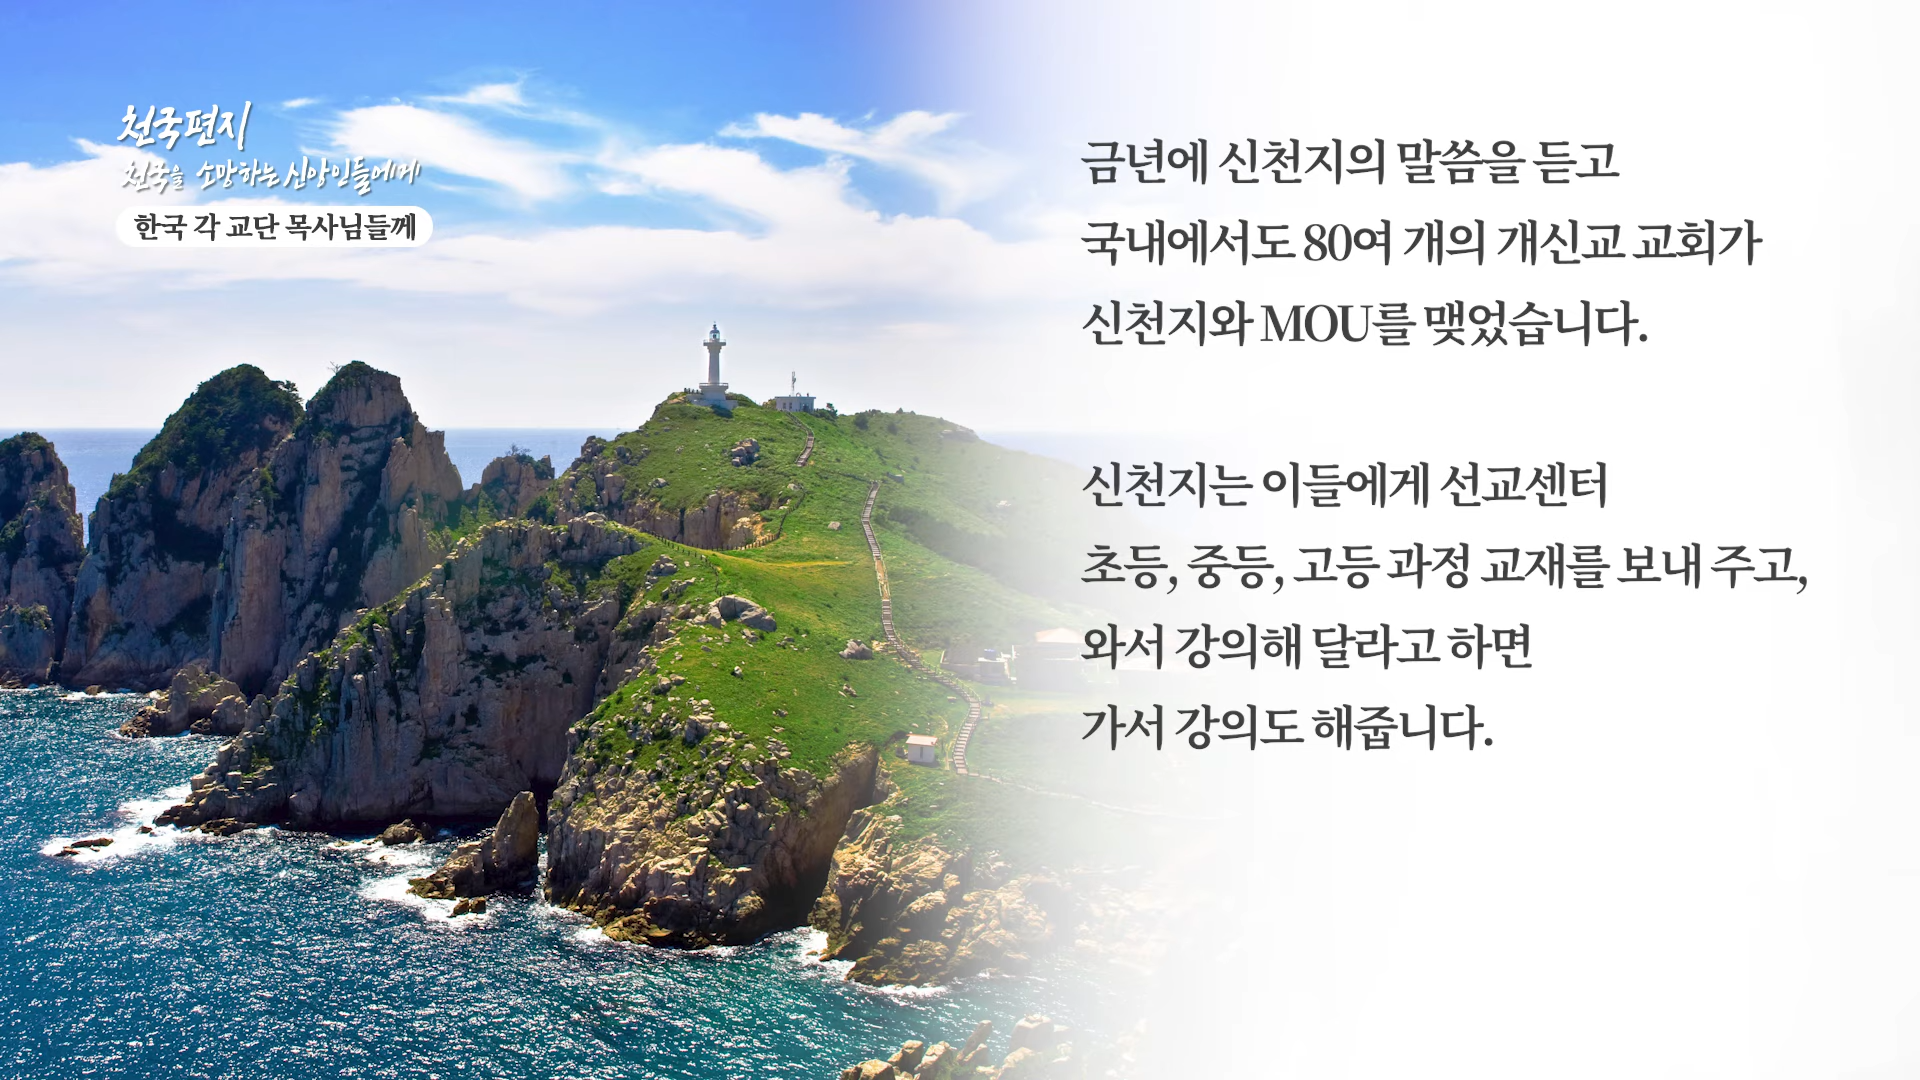 천국편지
천국을 소망하는 신앙인들에게
한국 각 교단 목사님들께
금년에 신천지의 말씀을 듣고
국내에서도 80여 개의 개신교 교회가
신천지와 MOU를 맺었습니다.
신천지는 이들에게 선교센터
초등, 중등, 고등 과정 교재를 보내 주고,
와서 강의해 달라고 하면
가서 강의도 해줍니다.